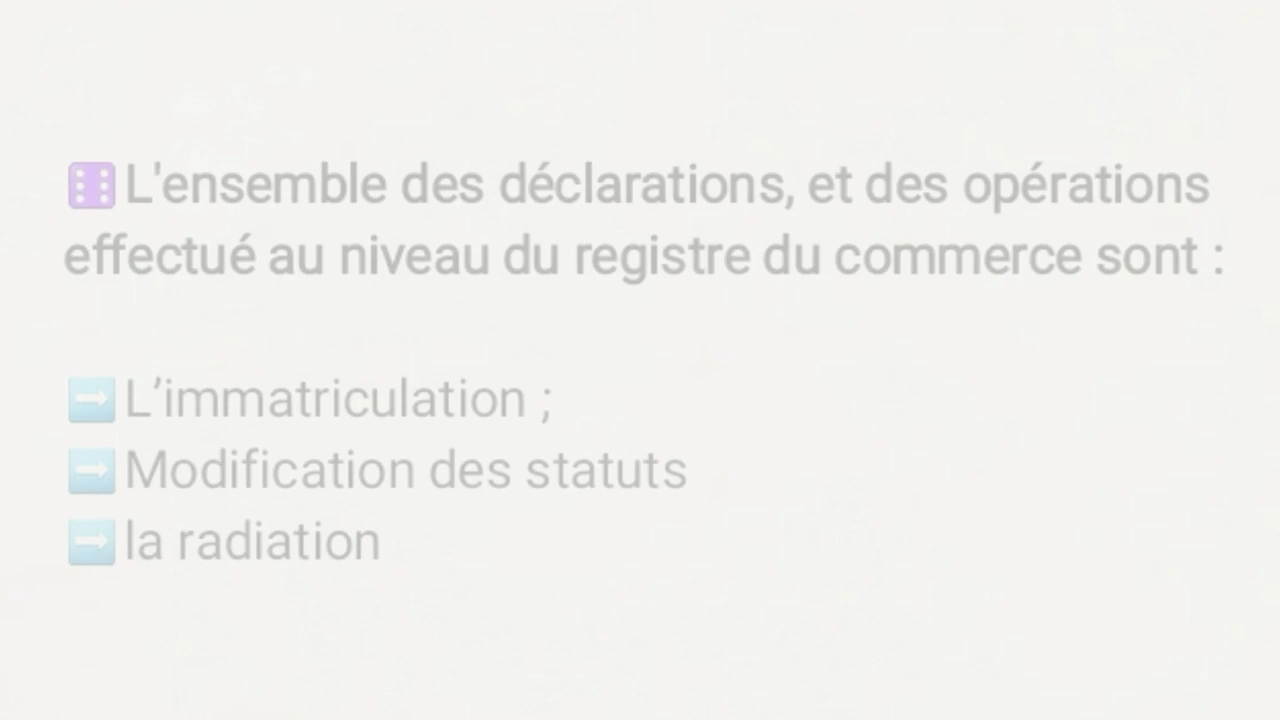 L'ensemble des déclarations, et des opérations
effectué au niveau du registre du commerce sont :
➡️L’immatriculation ;
➡️Modification des statuts
➡️la radiation